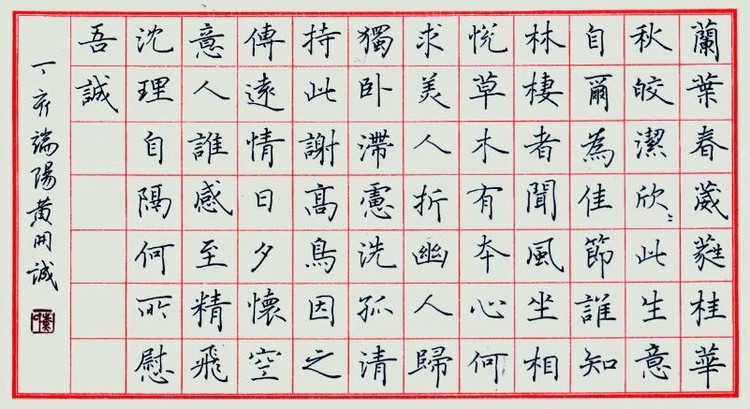 蘭葉春葳蕤桂華
秋皎潔欣〻此生意
自爾為佳節誰知
林棲者聞風坐相
悅草木有本心何
求美人折幽人歸
獨卧滯慮洗孤清
持此謝高鳥因之
傳遠情日夕懷空
意人誰感至精飛
沈理自隔何所慰
吾誠
丁亥端陽黄開誠